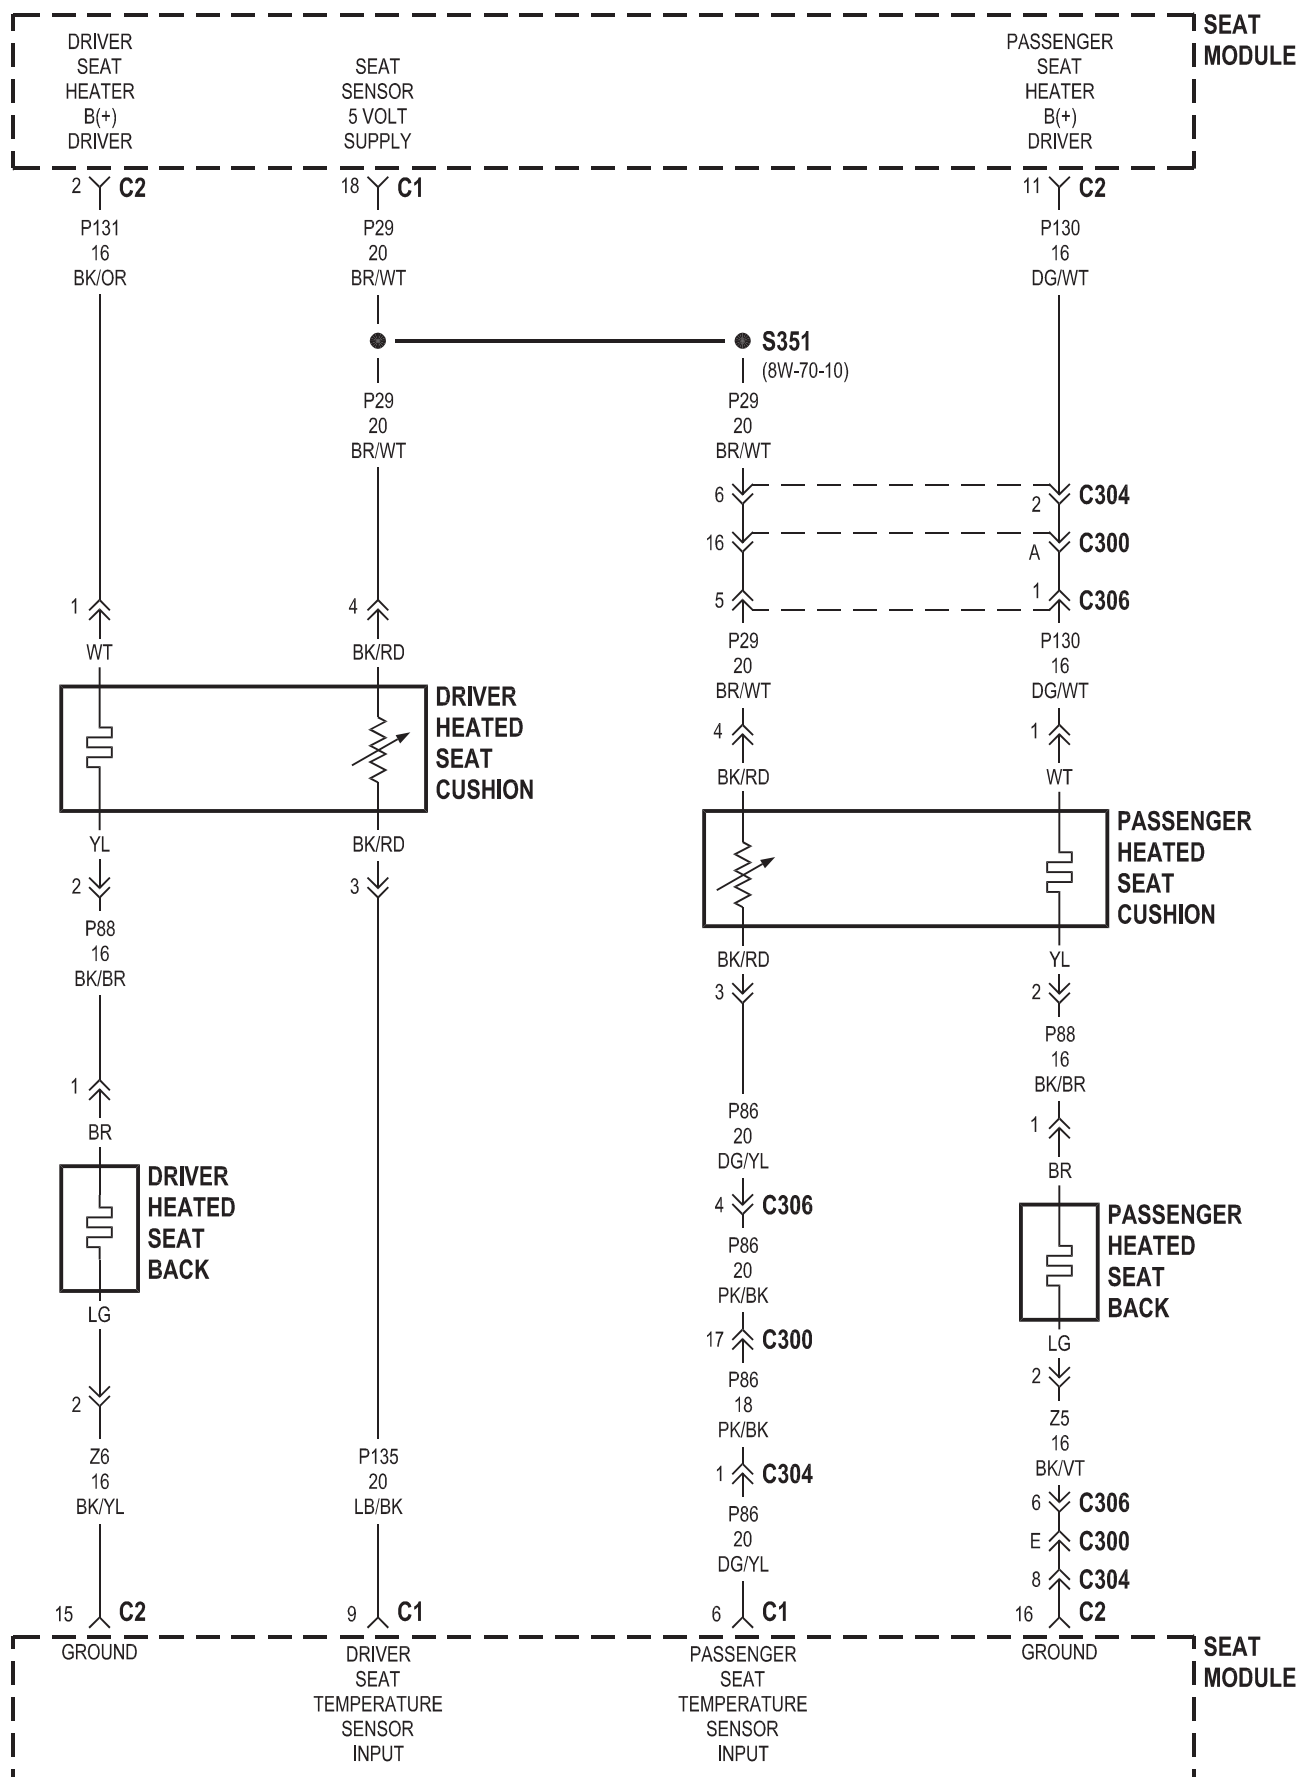 DRIVER
SEAT
HEATER
B(+)
DRIVER
SEAT
SENSOR
5 VOLT
SUPPLY
PASSENGER
SEAT
HEATER
B(+)
DRIVER
SEAT
MODULE
2 C2
18 C1
11 C2
P131
16
BK/OR
P29
20
BR/WT
P130
16
DG/WT
S351
(8W-70-10)
P29
20
BR/WT
P29
20
BR/WT
6
2 C304
16
A C300
5
1 C306
1
4
WT
BK/RD
P29
20
BR/WT
P130
16
DG/WT
DRIVER
HEATED
SEAT
CUSHION
4
1
BK/RD
WT
YL
BK/RD
PASSENGER
HEATED
SEAT
CUSHION
2
3
P88
16
BK/BR
BK/RD
YL
3
2
P88
16
BK/BR
1
BR
P86
20
DG/YL
1
BR
DRIVER
HEATED
SEAT
BACK
4 C306
P86
20
PK/BK
PASSENGER
HEATED
SEAT
BACK
LG
17 C300
LG
2
P86
18
PK/BK
2
Z5
16
BK/VT
Z6
16
BK/YL
P135
20
LB/BK
1 C304
P86
20
DG/YL
6 C306
E C300
8 C304
15 C2
9 C1
6 C1
16 C2
GROUND
DRIVER
SEAT
TEMPERATURE
SENSOR
INPUT
PASSENGER
SEAT
TEMPERATURE
SENSOR
INPUT
GROUND
SEAT
MODULE